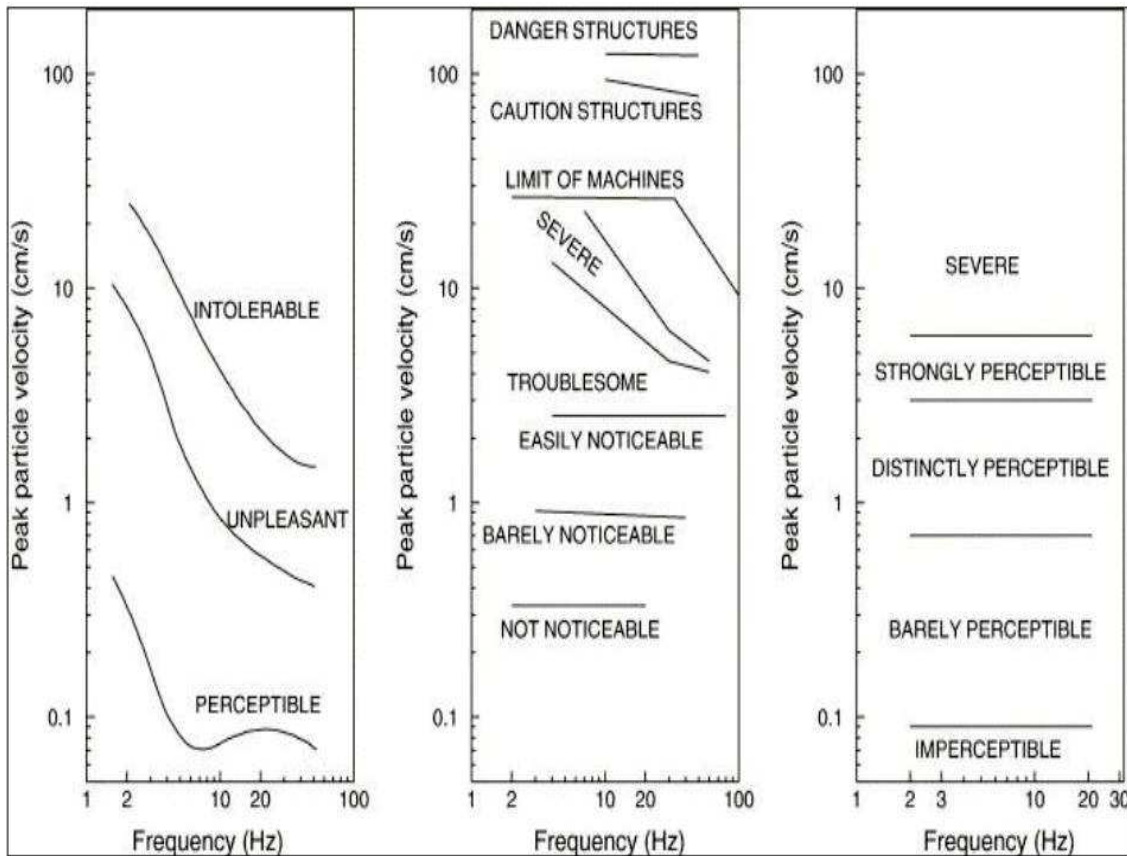 Peak particle velocity (cm/s)
100
10
1
0.1
INTOLERABLE
UNPLEASANT
PERCEPTIBLE
1 2 10 20 100
Frequency (Hz)
Peak particle velocity (cm/s)
100
10
1
0.1
DANGER STRUCTURES
CAUTION STRUCTURES
LIMIT OF MACHINES
SEVERE
TROUBLESOME
EASILY NOTICEABLE
BARELY NOTICEABLE
NOT NOTICEABLE
1 2 10 20 100
Frequency (Hz)
Peak particle velocity (cm/s)
100
10
1
0.1
SEVERE
STRONGLY PERCEPTIBLE
DISTINCTLY PERCEPTIBLE
BARELY PERCEPTIBLE
IMPERCEPTIBLE
1 2 3 10 20 30
Frequency (Hz)